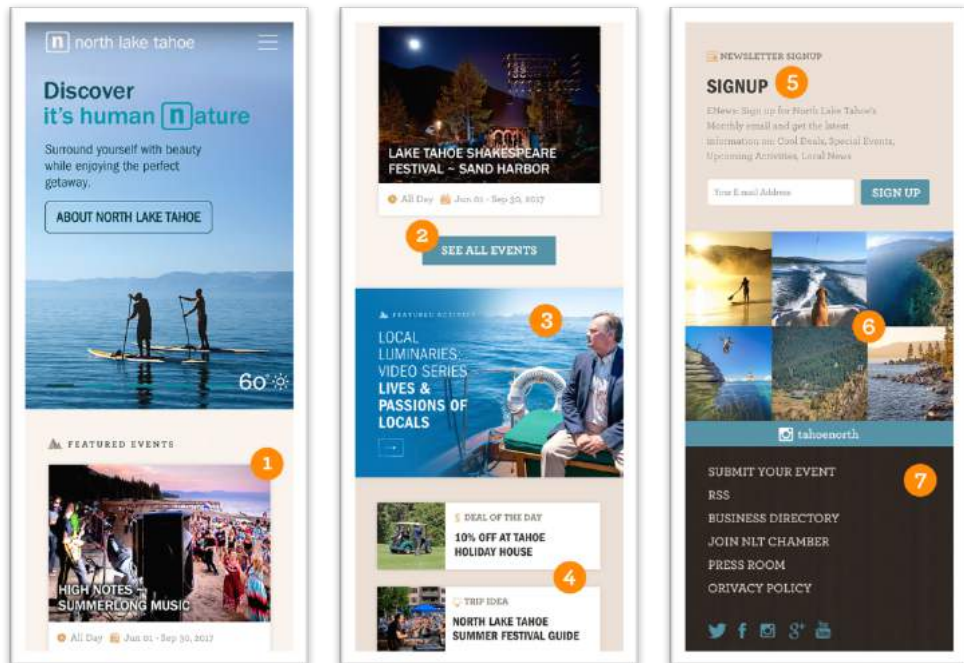 n north lake tahoe
Discover
it's human nature
Surround yourself with beauty
while enjoying the perfect
getaway.
ABOUT NORTH LAKE TAHOE
60°
FEATURED EVENTS
1
HIGH NOTES ~
SUMMERLONG MUSIC
All Day Jun 01 - Sep 30, 2017
LAKE TAHOE SHAKESPEARE
FESTIVAL ~ SAND HARBOR
All Day Jun 01 - Sep 30, 2017
2
SEE ALL EVENTS
FEATURED
3
LOCAL
LUMINARIES:
VIDEO SERIES ~
LIVES &
PASSIONS OF
LOCALS
$ DEAL OF THE DAY
10% OFF AT TAHOE
HOLIDAY HOUSE
4
TRIP IDEA
NORTH LAKE TAHOE
SUMMER FESTIVAL GUIDE
NEWSLETTER SIGNUP
SIGNUP 5
ENews: Sign up for North Lake Tahoe's
Monthly email and get the latest
information on: Cool Deals, Special Events,
Upcoming Activities, Local News
Your E-mail Address SIGN UP
6
tahoenorth
SUBMIT YOUR EVENT
7
RSS
BUSINESS DIRECTORY
JOIN NLT CHAMBER
PRESS ROOM
ORIVACY POLICY
f g+ You Tube